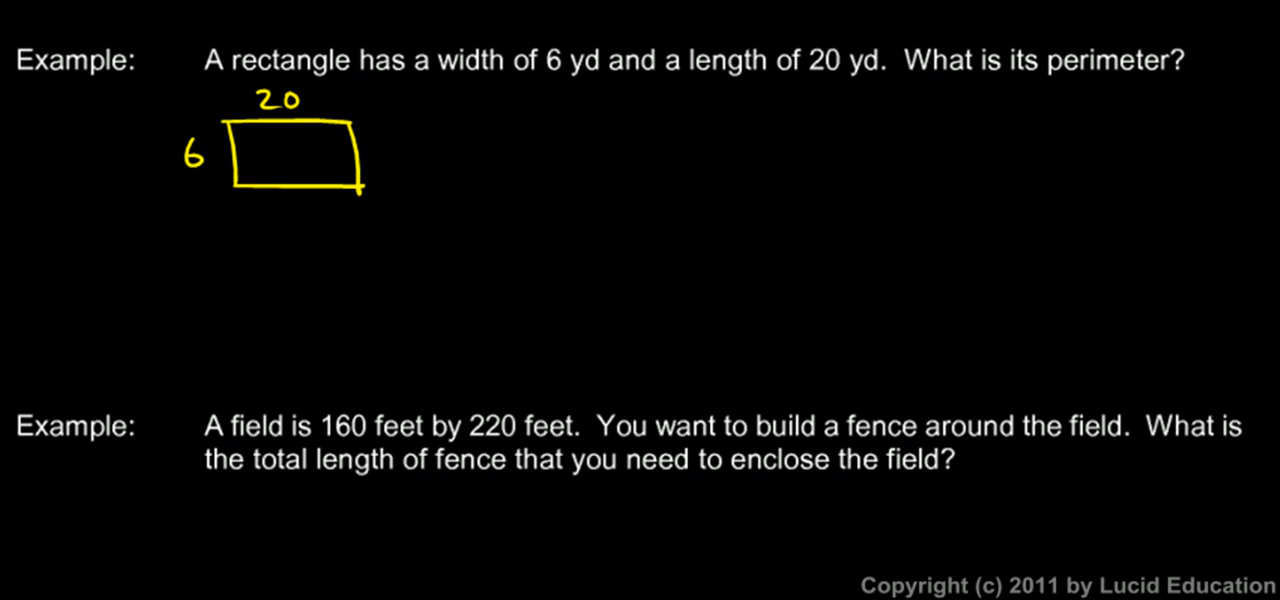 Example: A rectangle has a width of 6 yd and a length of 20 yd. What is its perimeter?
20
6
Example: A field is 160 feet by 220 feet. You want to build a fence around the field. What is
the total length of fence that you need to enclose the field?
Copyright (c) 2011 by Lucid Education